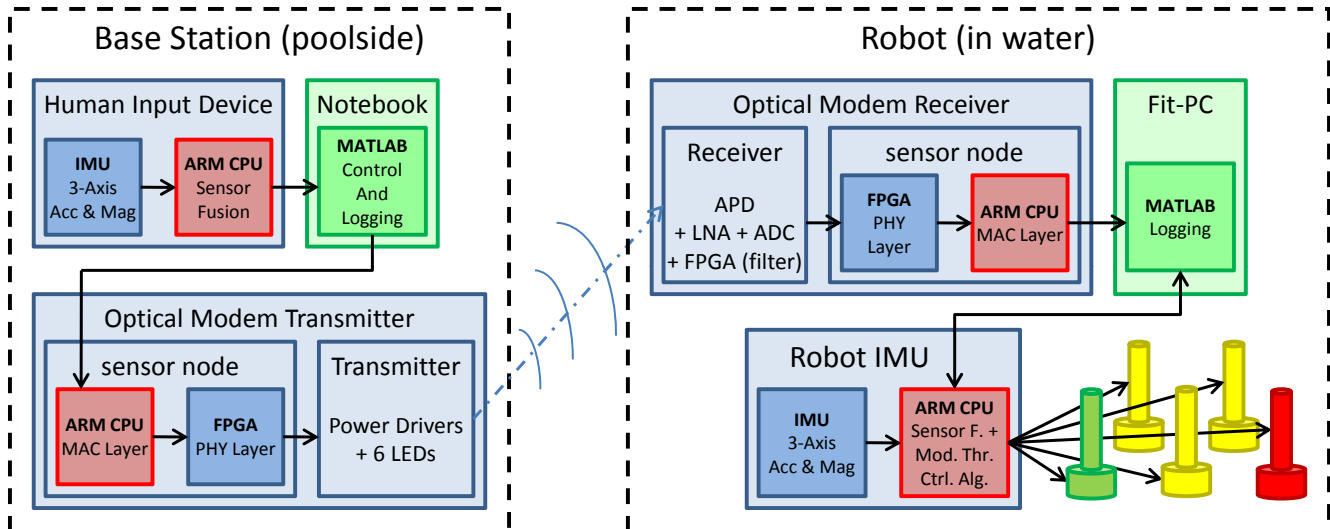 Base Station (poolside)
Human Input Device
IMU
3-Axis
Acc & Mag
ARM CPU
Sensor
Fusion
Notebook
MATLAB
Control
And
Logging
Optical Modem Transmitter
sensor node
ARM CPU
MAC Layer
FPGA
PHY Layer
Transmitter
Power Drivers
+ 6 LEDs
Robot (in water)
Optical Modem Receiver
Receiver
APD
+ LNA + ADC
+ FPGA (filter)
sensor node
FPGA
PHY
Layer
ARM CPU
MAC Layer
Fit-PC
MATLAB
Logging
Robot IMU
IMU
3-Axis
Acc & Mag
ARM CPU
Sensor F. +
Mod. Thr.
Ctrl. Alg.